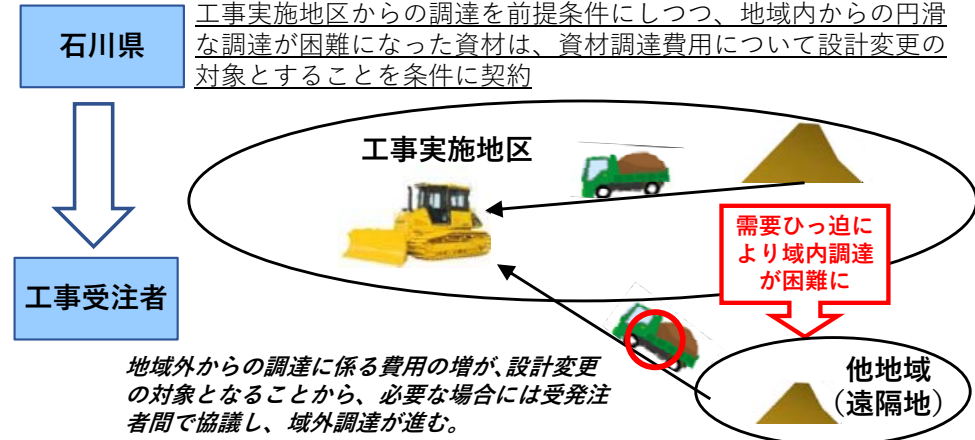 石川県
工事実施地区からの調達を前提条件にしつつ、地域内からの円滑
な調達が困難になった資材は、資材調達費用について設計変更の
対象とすることを条件に契約
工事実施地区
需要ひっ迫に
より域内調達
が困難に
工事受注者
地域外からの調達に係る費用の増が、設計変更
の対象となることから、必要な場合には受発注
者間で協議し、域外調達が進む。
他地域
（遠隔地）